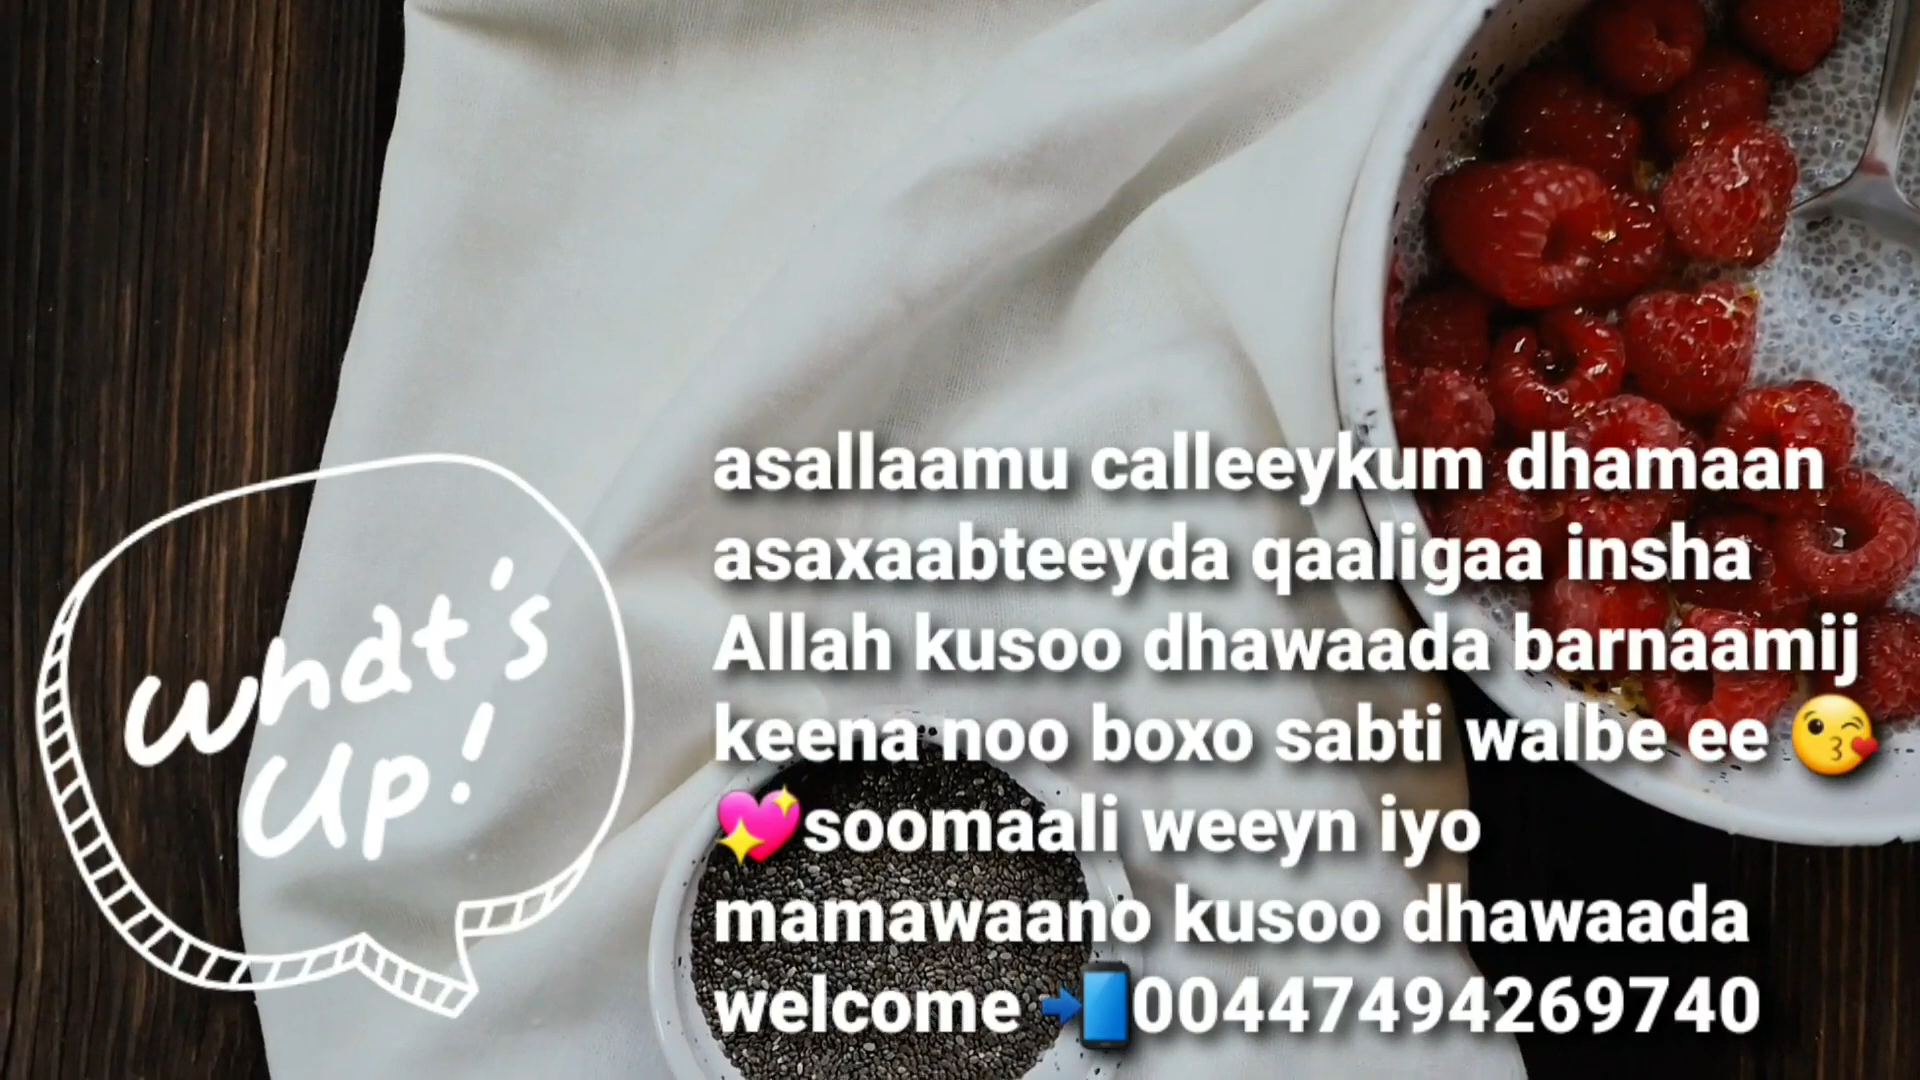 what's
Up!
asallaamu calleeykum dhamaan
asaxaabteeyda qaaligaa insha
Allah kusoo dhawaada barnaamij
keena noo boxo sabti walbe ee 😘
💖soomaali weeyn iyo
mamawaano kusoo dhawaada
welcome 📲00447494269740